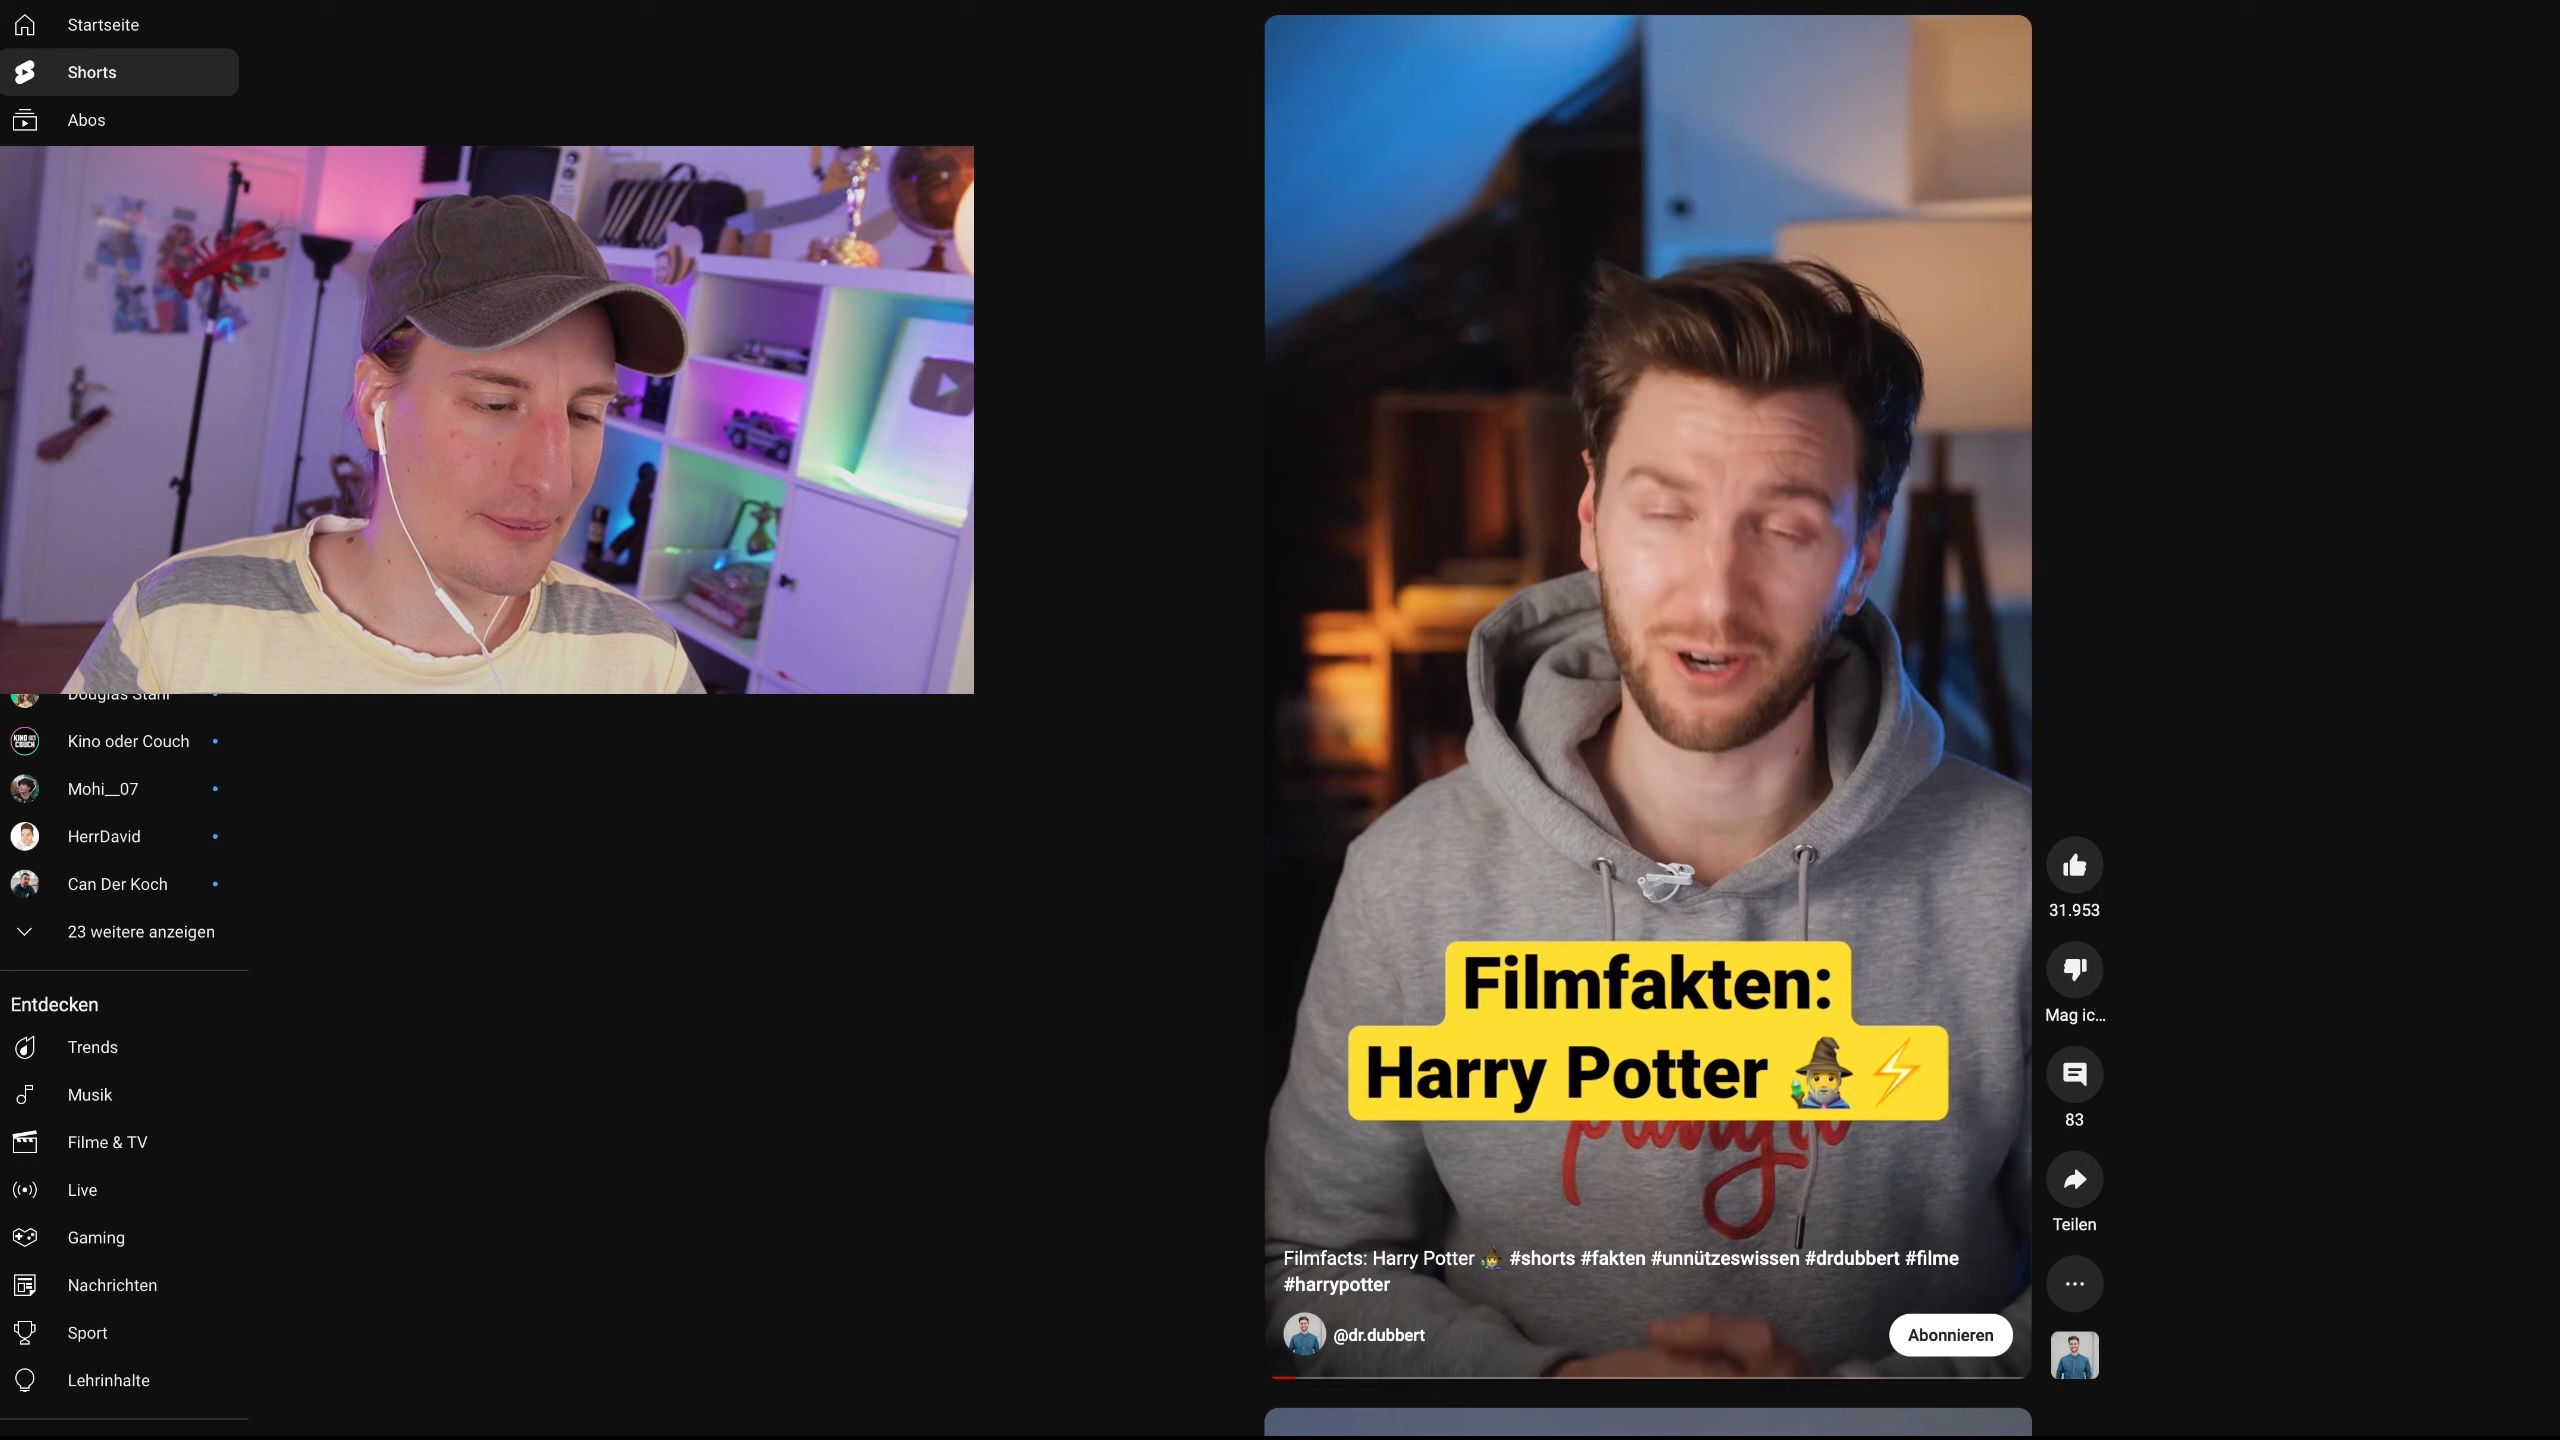 Startseite
Shorts
Abos
Douglas Stahl
Kino oder Couch
Mohi__07
HerrDavid
Can Der Koch
23 weitere anzeigen
Entdecken
Trends
Musik
Filme & TV
Live
Gaming
Nachrichten
Sport
Lehrinhalte
Filmfakten:
Harry Potter 🧙‍♂️⚡
Filmfacts: Harry Potter 🧙‍♂️ #shorts #fakten #unnützeswissen #drdubbert #filme
#harrypotter
@dr.dubbert
Abonnieren
31.953
Mag ic...
83
Teilen